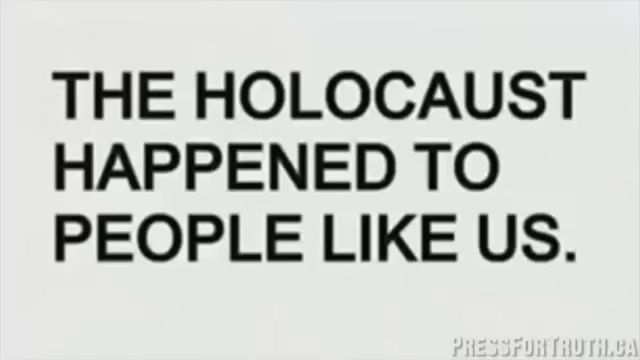 THE HOLOCAUST
HAPPENED TO
PEOPLE LIKE US.
PRESSFORTRUTH.CA